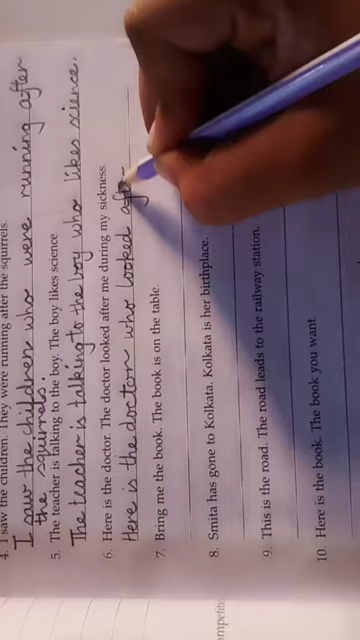 4. I saw the children. They were running after the squirrels
I saw the children who were running after
the squirrels.
5. The teacher is talking to the boy. The boy likes science
The teacher is talking to the boy who likes science.
6. Here is the doctor. The doctor looked after me during my sickness.
Here is the doctor who looked aft
7. Bring me the book. The book is on the table
8. Smita has gone to Kolkata. Kolkata is her birthplace.
9. This is the road. The road leads to the railway station.
10. Here is the book. The book you want.